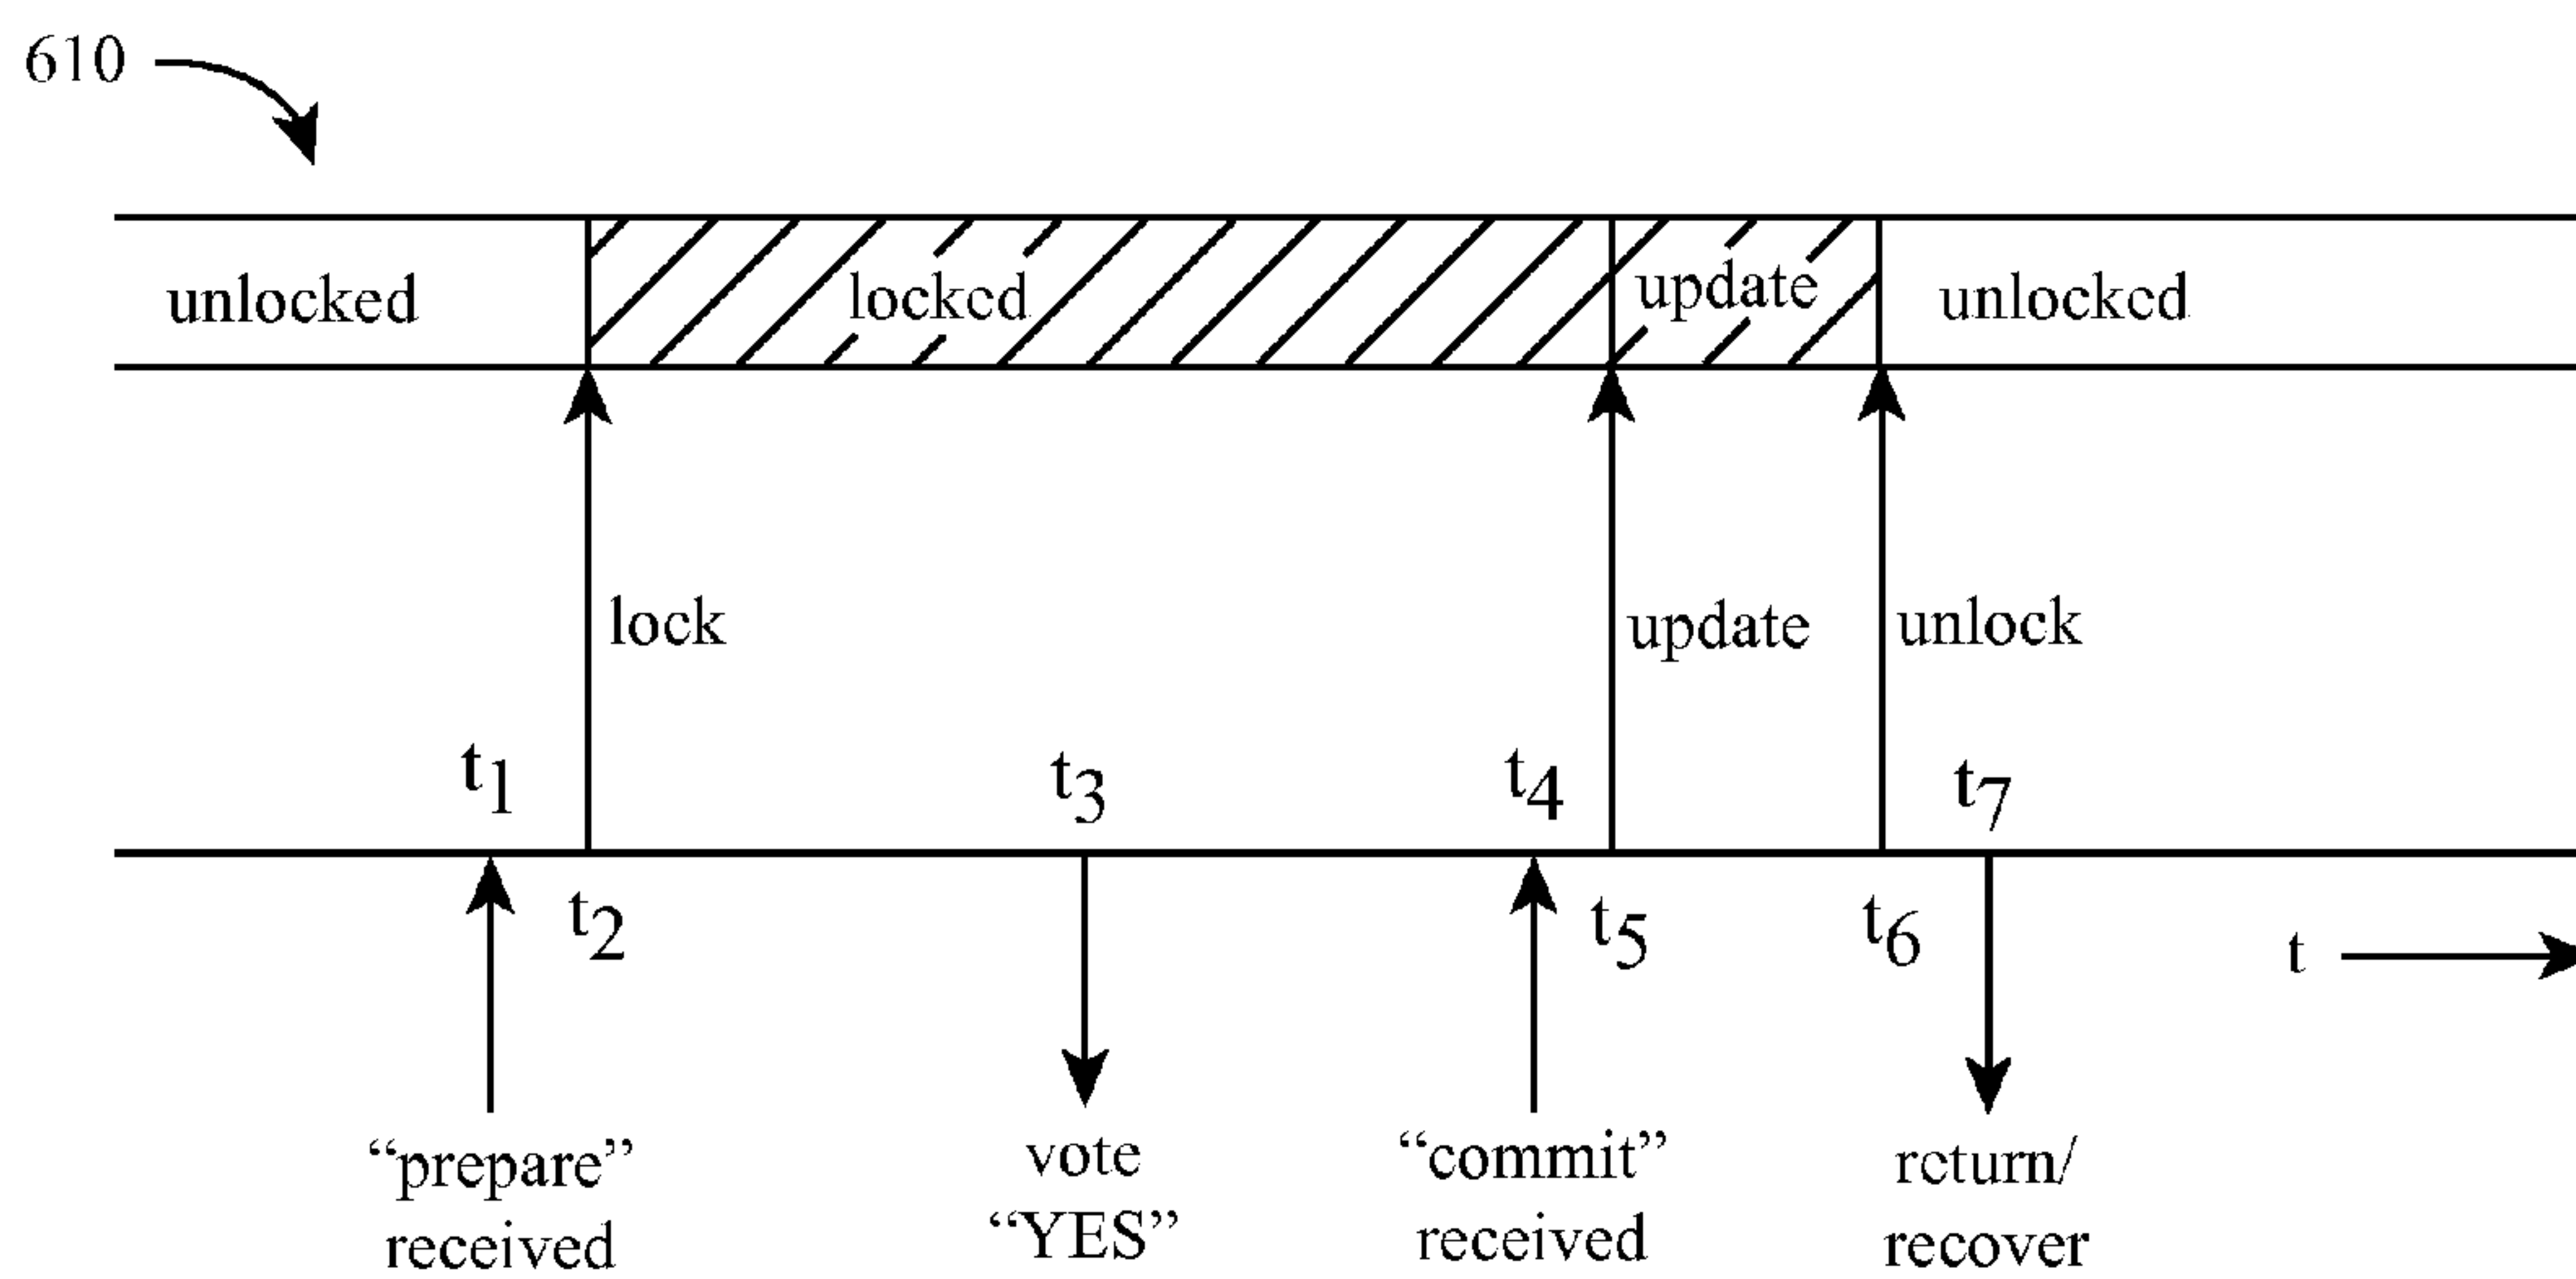 610
unlocked locked update unlocked
lock update unlock
t1 t3 t4 t7
t2 t5 t6 t
“prepare” vote “commit” return/
received “YES” received recover